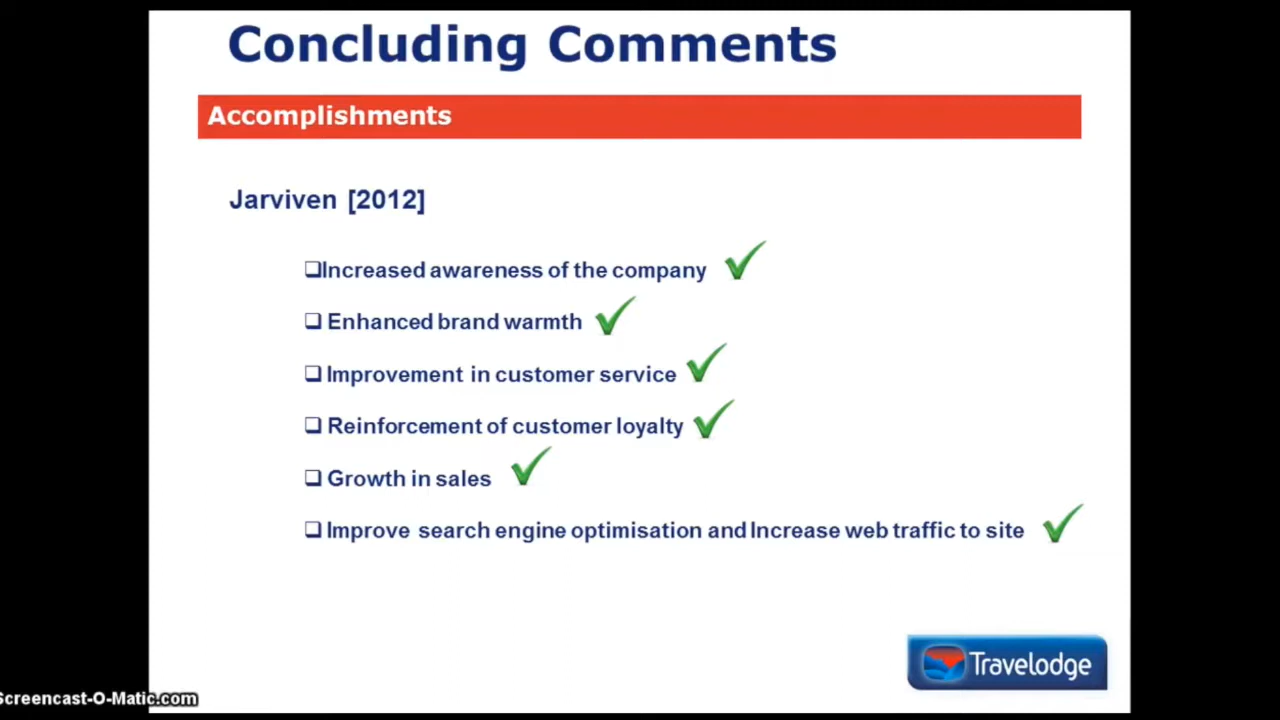 Concluding Comments
Accomplishments
Jarviven [2012]
Increased awareness of the company
Enhanced brand warmth
Improvement in customer service
Reinforcement of customer loyalty
Growth in sales
Improve search engine optimisation and Increase web traffic to site
Travelodge
Screencast-O-Matic.com